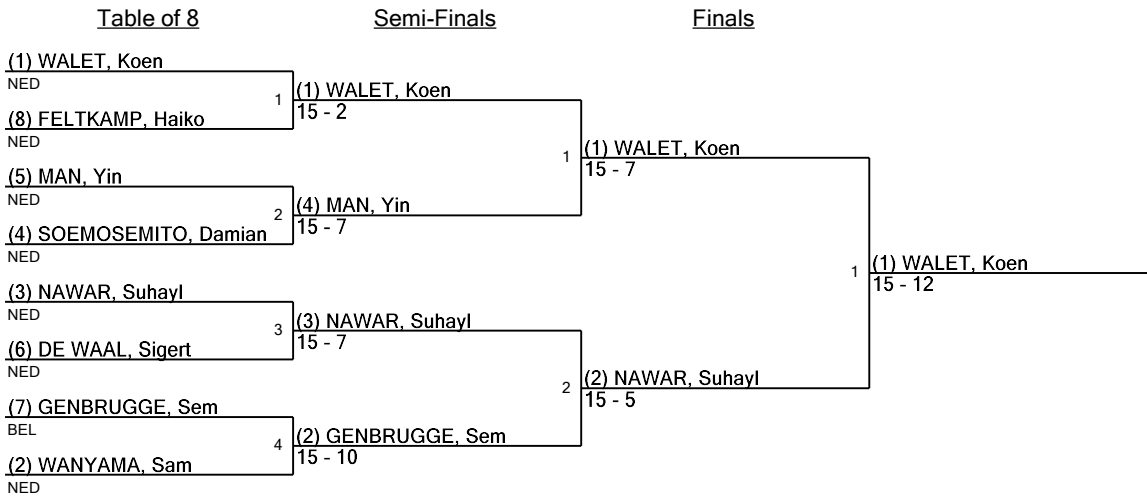 Table of 8 Semi-Finals Finals
(1) WALET, Koen
NED
1
(8) FELTKAMP, Haiko
NED
(5) MAN, Yin
NED
2
(4) SOEMOSEMITO, Damian
NED
(3) NAWAR, Suhayl
NED
3
(6) DE WAAL, Sigert
NED
(7) GENBRUGGE, Sem
BEL
4
(2) WANYAMA, Sam
NED
(1) WALET, Koen
15 - 2
1
(4) MAN, Yin
15 - 7
(3) NAWAR, Suhayl
15 - 7
2
(2) GENBRUGGE, Sem
15 - 10
(1) WALET, Koen
15 - 7
1
(2) NAWAR, Suhayl
15 - 5
(1) WALET, Koen
15 - 12